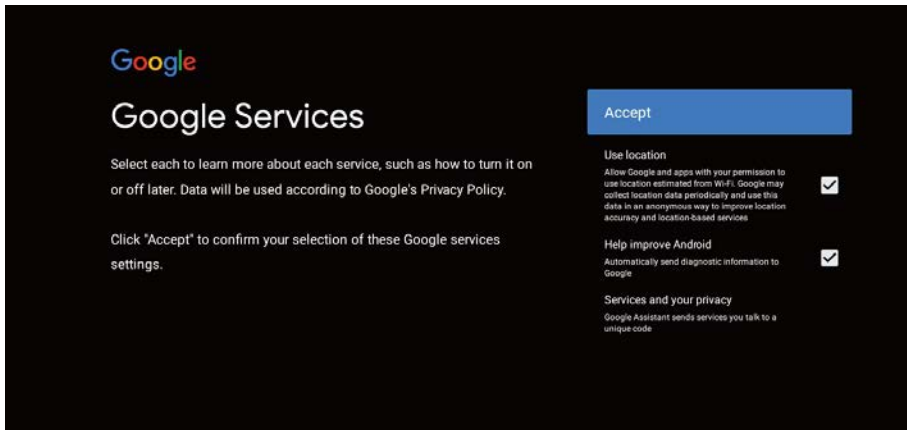 Google
Google Services
Select each to learn more about each service, such as how to turn it on
or off later. Data will be used according to Google's Privacy Policy.
Click "Accept" to confirm your selection of these Google services
settings.
Accept
Use location
Allow Google and apps with your permission to
use location estimated from Wi-Fi. Google may
collect location data periodically and use this
data in an anonymous way to improve location
accuracy and location-based services
Help improve Android
Automatically send diagnostic information to
Google
Services and your privacy
Google Assistant sends services you talk to a
unique code